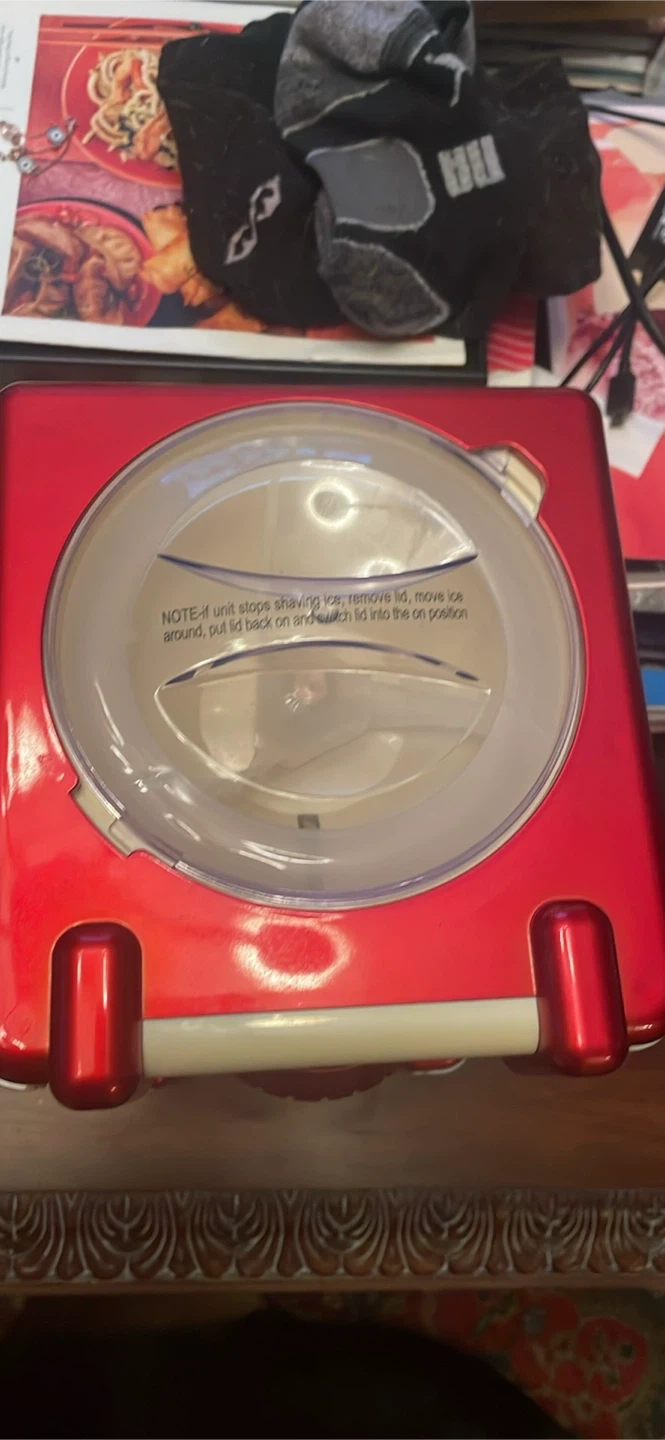 NOTE-if unit stops shaving ice, remove lid, move ice
around, put lid back on and switch lid into the on position